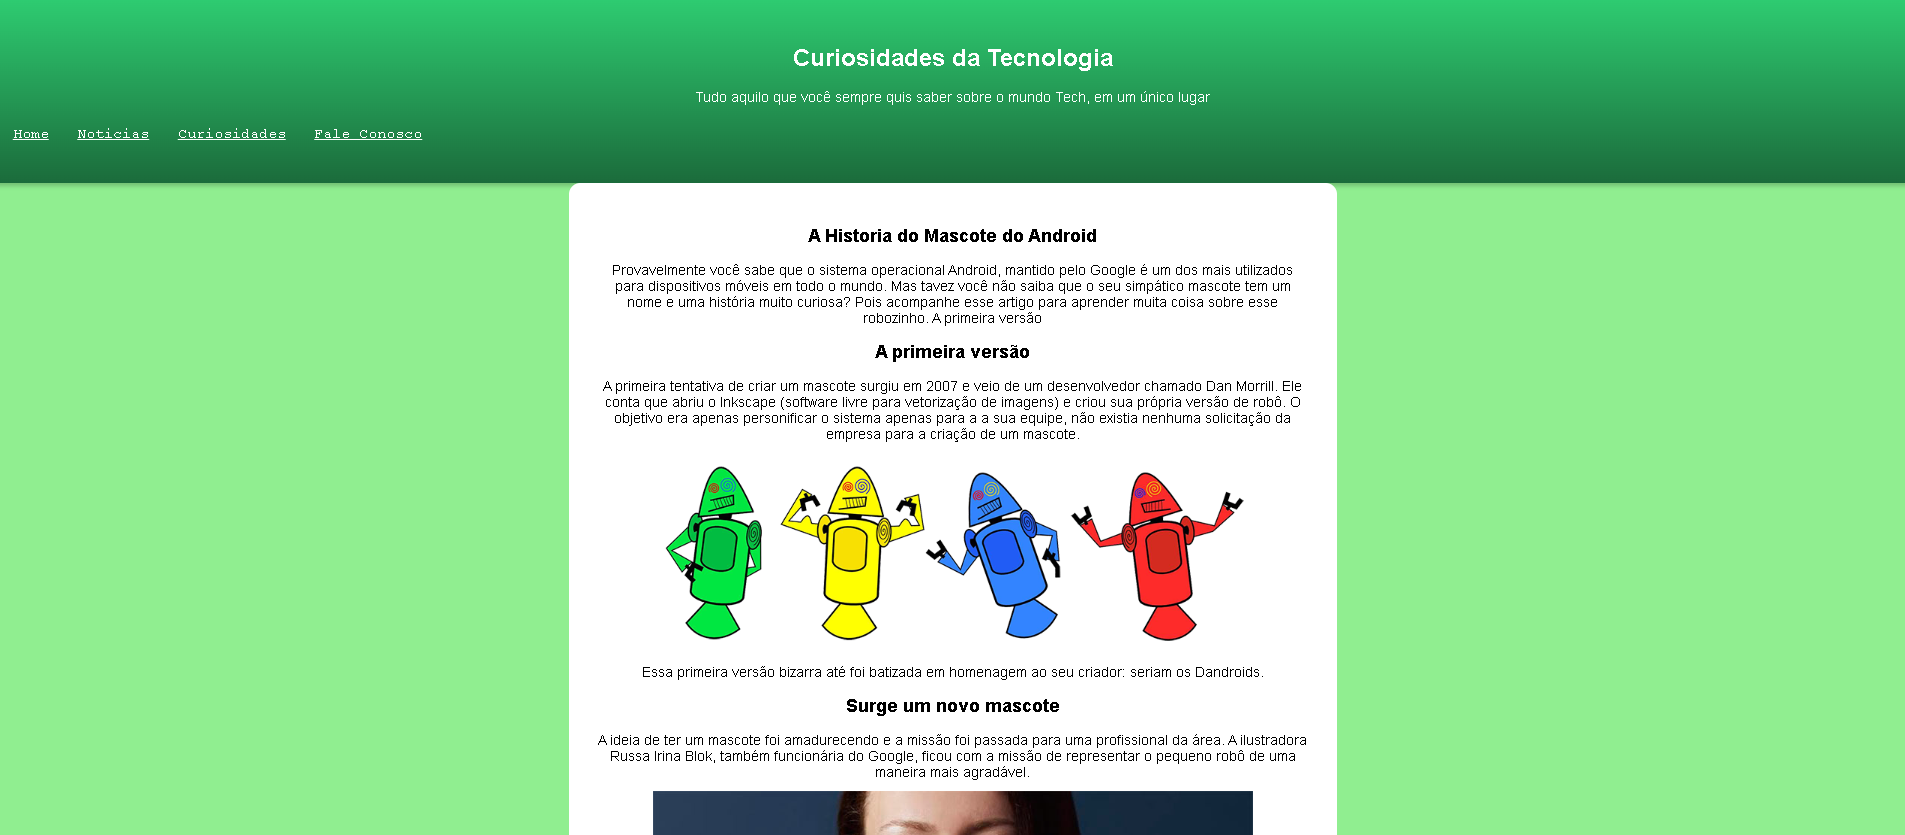 Curiosidades da Tecnologia
Tudo aquilo que você sempre quis saber sobre o mundo Tech, em um único lugar
Home Noticias Curiosidades Fale Conosco
A Historia do Mascote do Android
Provavelmente você sabe que o sistema operacional Android, mantido pelo Google é um dos mais utilizados
para dispositivos móveis em todo o mundo. Mas tavez você não saiba que o seu simpático mascote tem um
nome e uma história muito curiosa? Pois acompanhe esse artigo para aprender muita coisa sobre esse
robozinho. A primeira versão
A primeira versão
A primeira tentativa de criar um mascote surgiu em 2007 e veio de um desenvolvedor chamado Dan Morrill. Ele
conta que abriu o Inkscape (software livre para vetorização de imagens) e criou sua própria versão de robô. O
objetivo era apenas personificar o sistema apenas para a a sua equipe, não existia nenhuma solicitação da
empresa para a criação de um mascote.
Essa primeira versão bizarra até foi batizada em homenagem ao seu criador: seriam os Dandroids.
Surge um novo mascote
A ideia de ter um mascote foi amadurecendo e a missão foi passada para uma profissional da área. A ilustradora
Russa Irina Blok, também funcionária do Google, ficou com a missão de representar o pequeno robô de uma
maneira mais agradável.